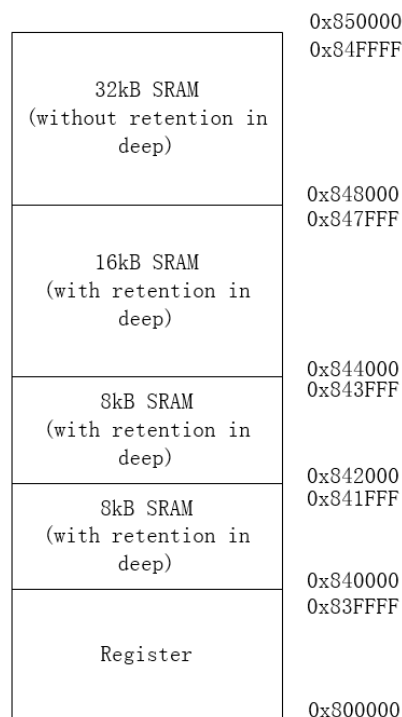 0x850000
0x84FFFF
32kB SRAM
(without retention in
deep)
0x848000
0x847FFF
16kB SRAM
(with retention in
deep)
0x844000
0x843FFF
8kB SRAM
(with retention in
deep)
0x842000
0x841FFF
8kB SRAM
(with retention in
deep)
0x840000
0x83FFFF
Register
0x800000